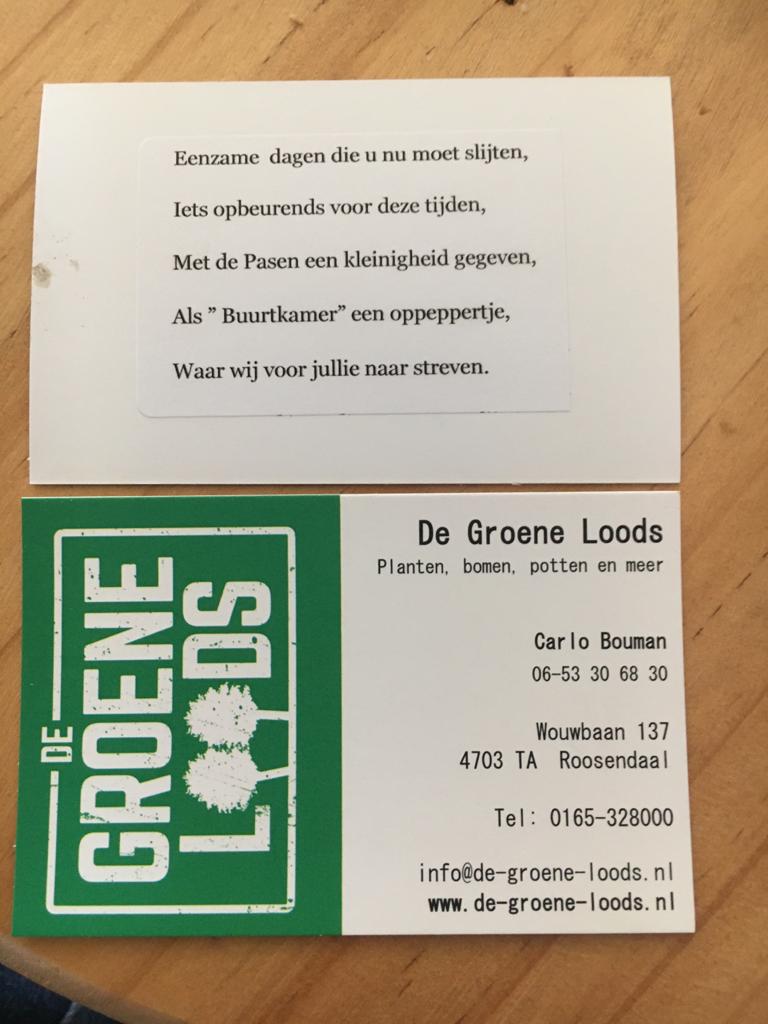 Eenzame dagen die u nu moet slijten,
Iets opbeurends voor deze tijden,
Met de Pasen een kleinigheid gegeven,
Als ” Buurtkamer” een oppeppertje,
Waar wij voor jullie naar streven.
DE
GROENE
LOODS
De Groene Loods
Planten, bomen, potten en meer
Carlo Bouman
06-53 30 68 30
Wouwbaan 137
4703 TA Roosendaal
Tel: 0165-328000
info@de-groene-loods.nl
www.de-groene-loods.nl